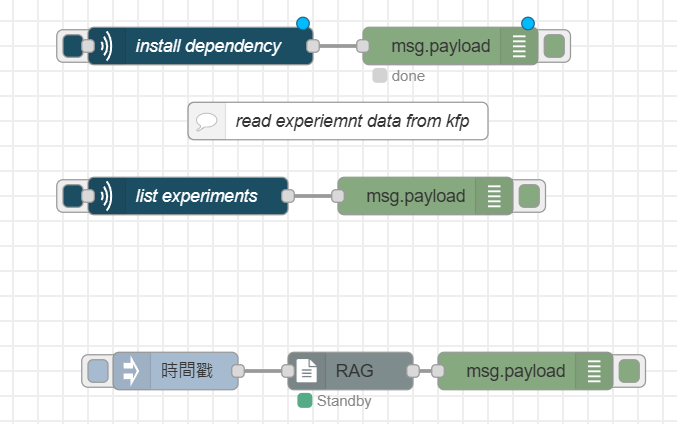 install dependency
msg.payload
done
read experiemnt data from kfp
list experiments
msg.payload
時間戳
RAG
msg.payload
Standby